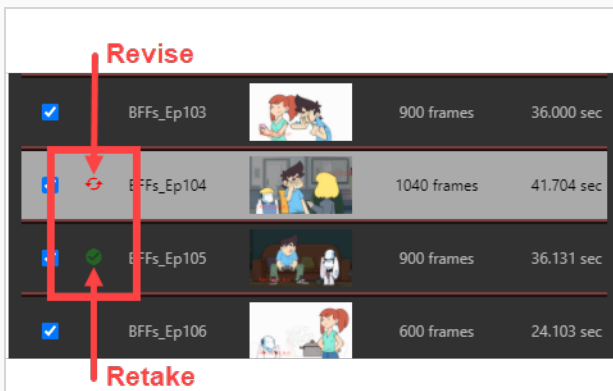 Revise
BFFs_Ep103 900 frames 36.000 sec
BFFs_Ep104 1040 frames 41.704 sec
BFFs_Ep105 900 frames 36.131 sec
BFFs_Ep106 600 frames 24.103 sec
Retake